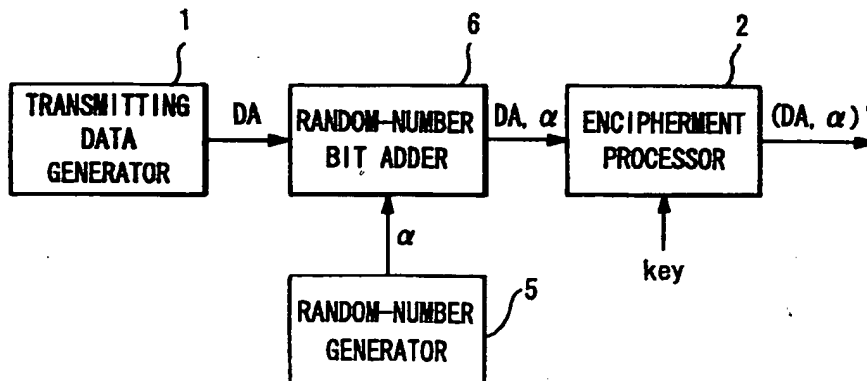 1
6
2
TRANSMITTING
DATA
GENERATOR
DA
RANDOM-NUMBER
BIT ADDER
DA, α
ENCIPHERMENT
PROCESSOR
(DA, α)'
α
key
RANDOM-NUMBER
GENERATOR
5